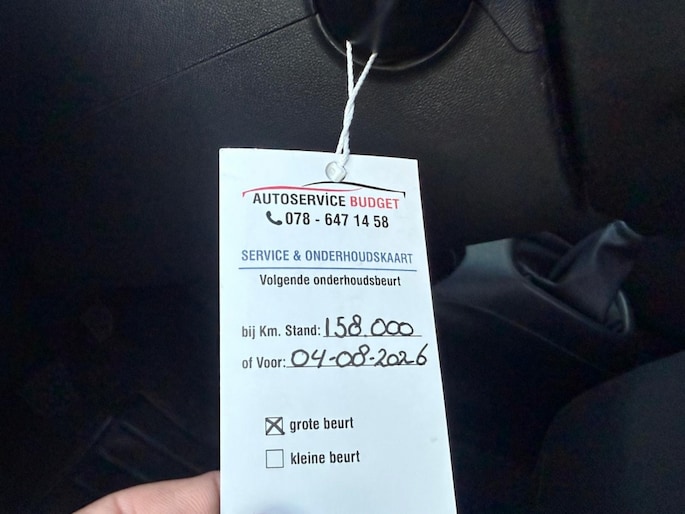 AUTOSERVICE BUDGET
078 - 647 14 58
SERVICE & ONDERHOUDSKAART
Volgende onderhoudsbeurt
bij Km. Stand: 158.000
of Voor: 04-08-2026
grote beurt
kleine beurt